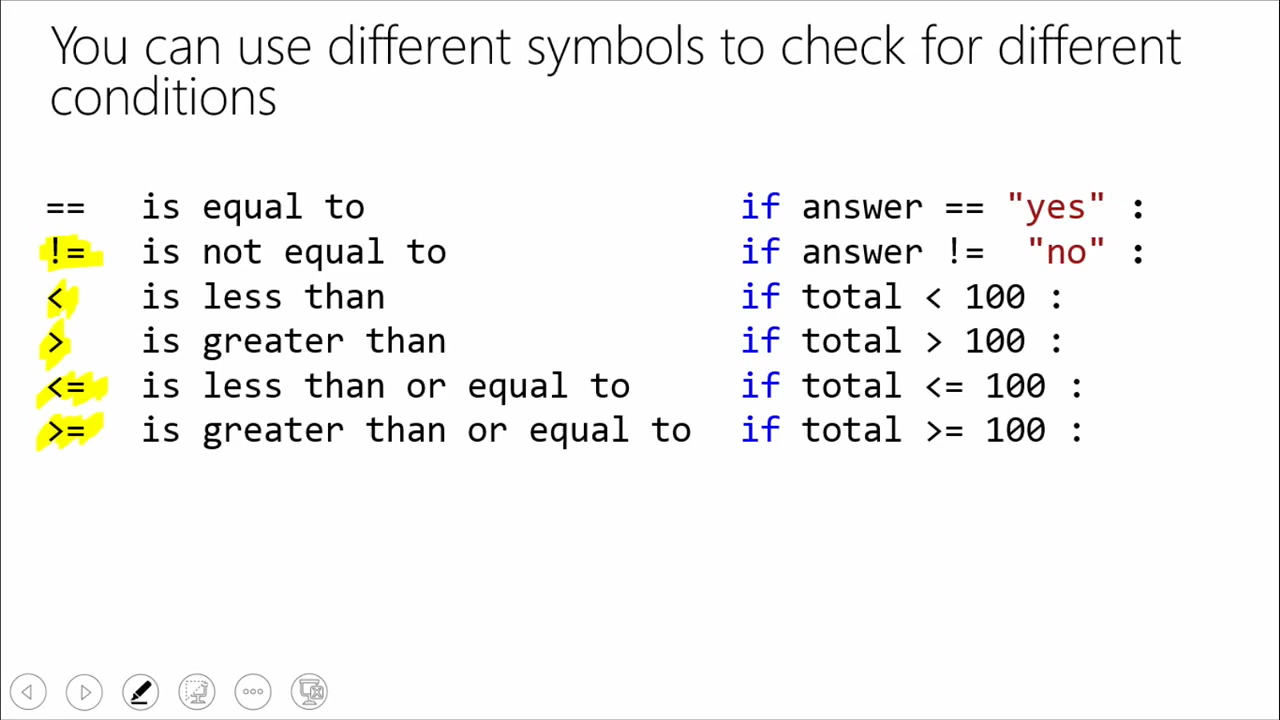 You can use different symbols to check for different
conditions
== is equal to if answer == "yes" :
!= is not equal to if answer != "no" :
< is less than if total < 100 :
> is greater than if total > 100 :
<= is less than or equal to if total <= 100 :
>= is greater than or equal to if total >= 100 :